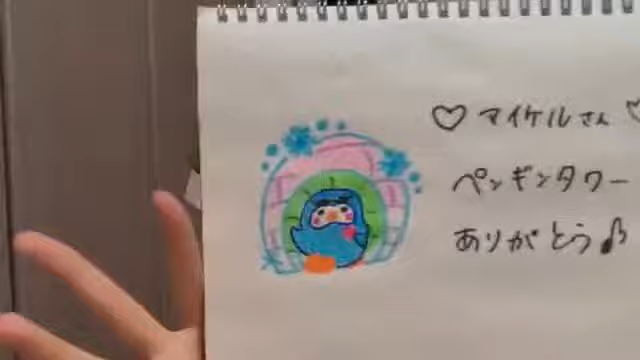 ♡マイケルさん♡
ペンギンタワー
ありがとう♪